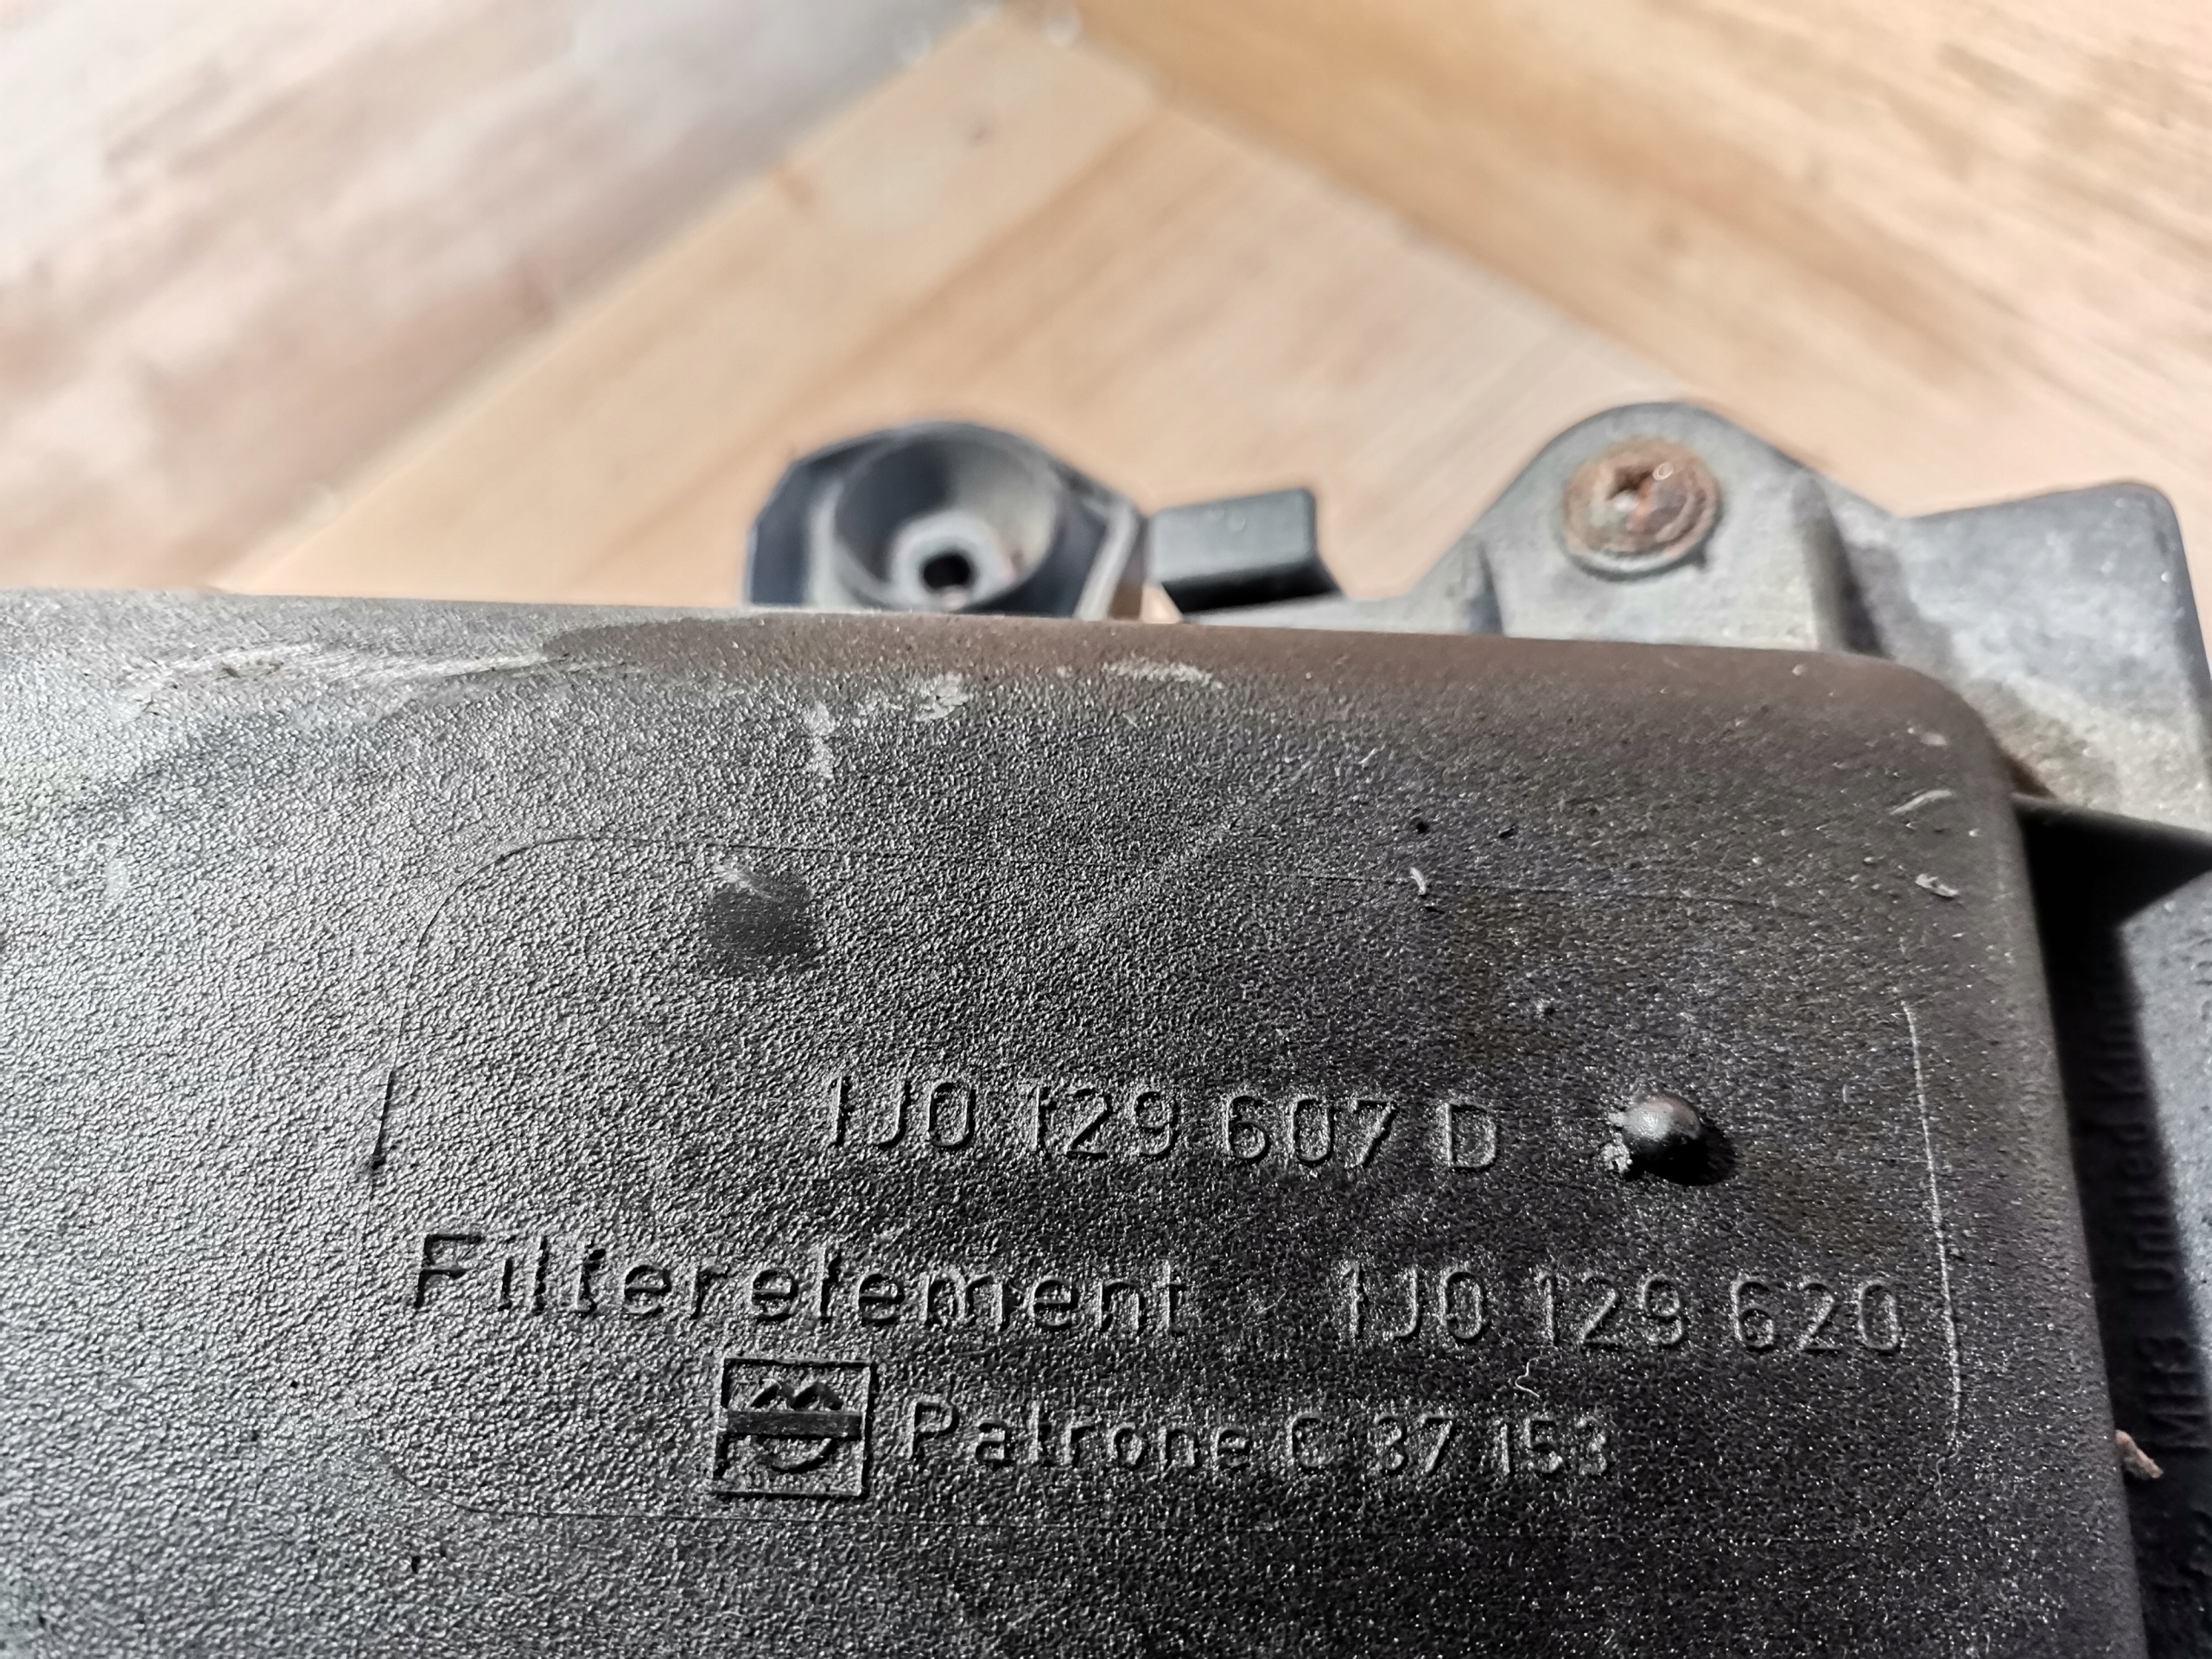 1J0 129 607 D
Filterelement 1J0 129 620
Patrone C 37 153